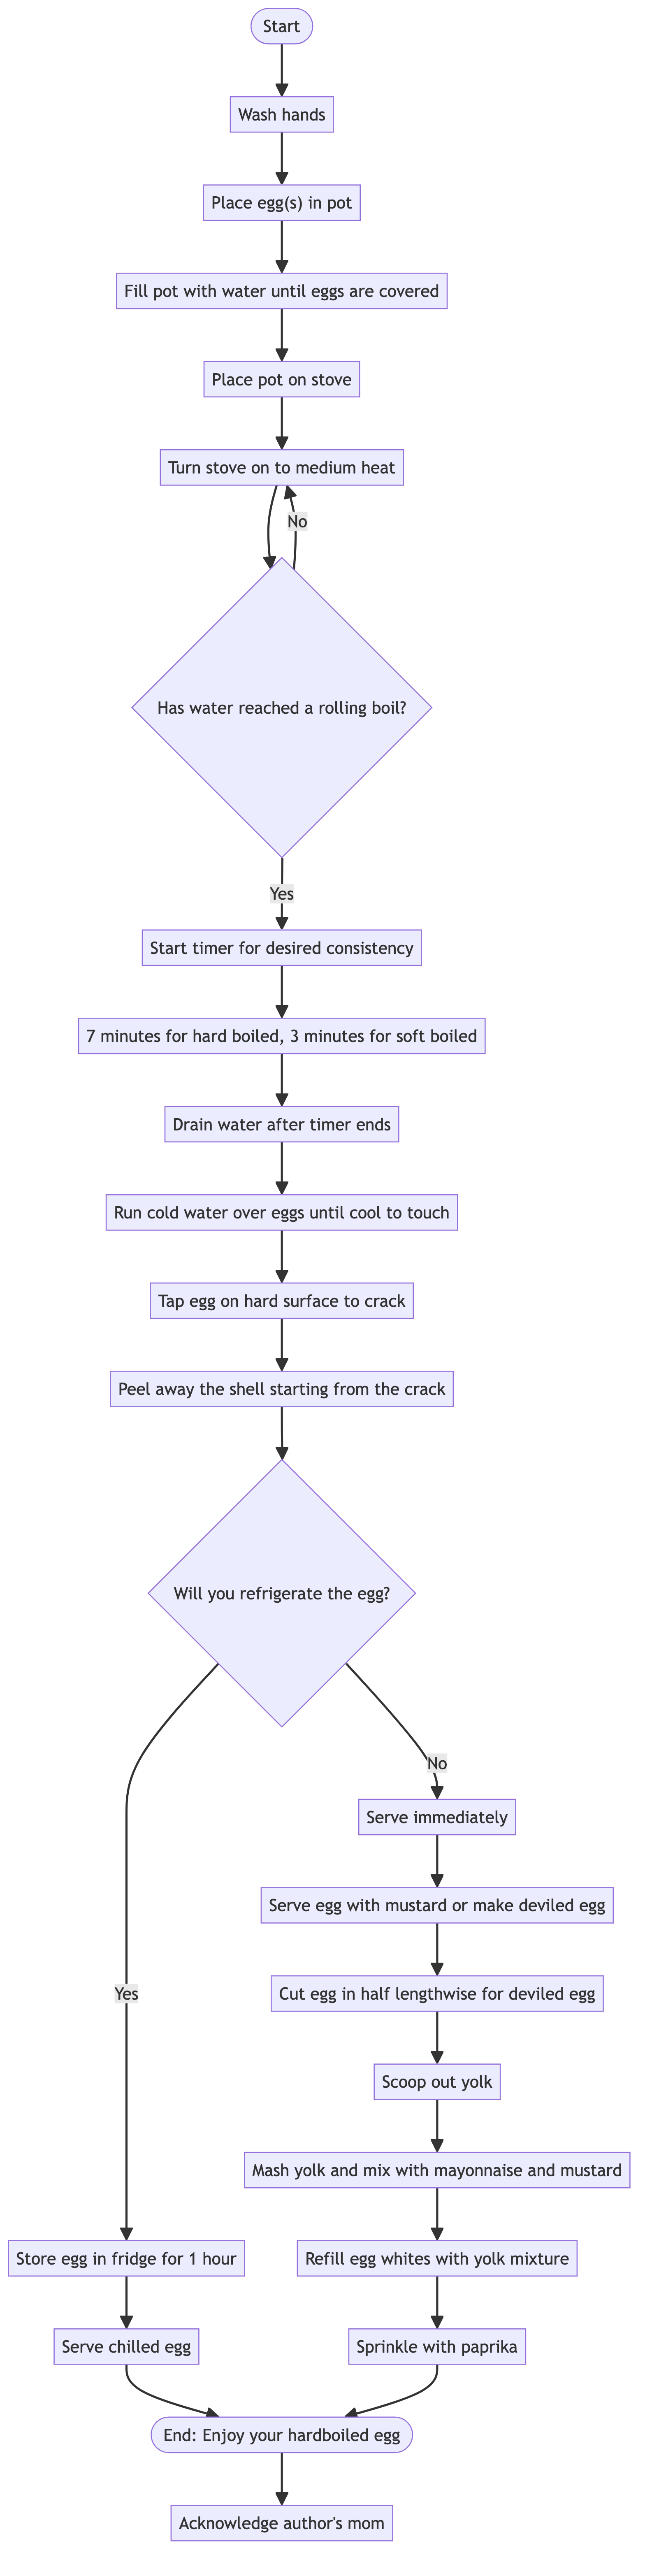 Start
Wash hands
Place egg(s) in pot
Fill pot with water until eggs are covered
Place pot on stove
Turn stove on to medium heat
No
Has water reached a rolling boil?
Yes
Start timer for desired consistency
7 minutes for hard boiled, 3 minutes for soft boiled
Drain water after timer ends
Run cold water over eggs until cool to touch
Tap egg on hard surface to crack
Peel away the shell starting from the crack
Will you refrigerate the egg?
No
Serve immediately
Serve egg with mustard or make deviled egg
Yes
Cut egg in half lengthwise for deviled egg
Scoop out yolk
Mash yolk and mix with mayonnaise and mustard
Store egg in fridge for 1 hour
Refill egg whites with yolk mixture
Serve chilled egg
Sprinkle with paprika
End: Enjoy your hardboiled egg
Acknowledge author's mom